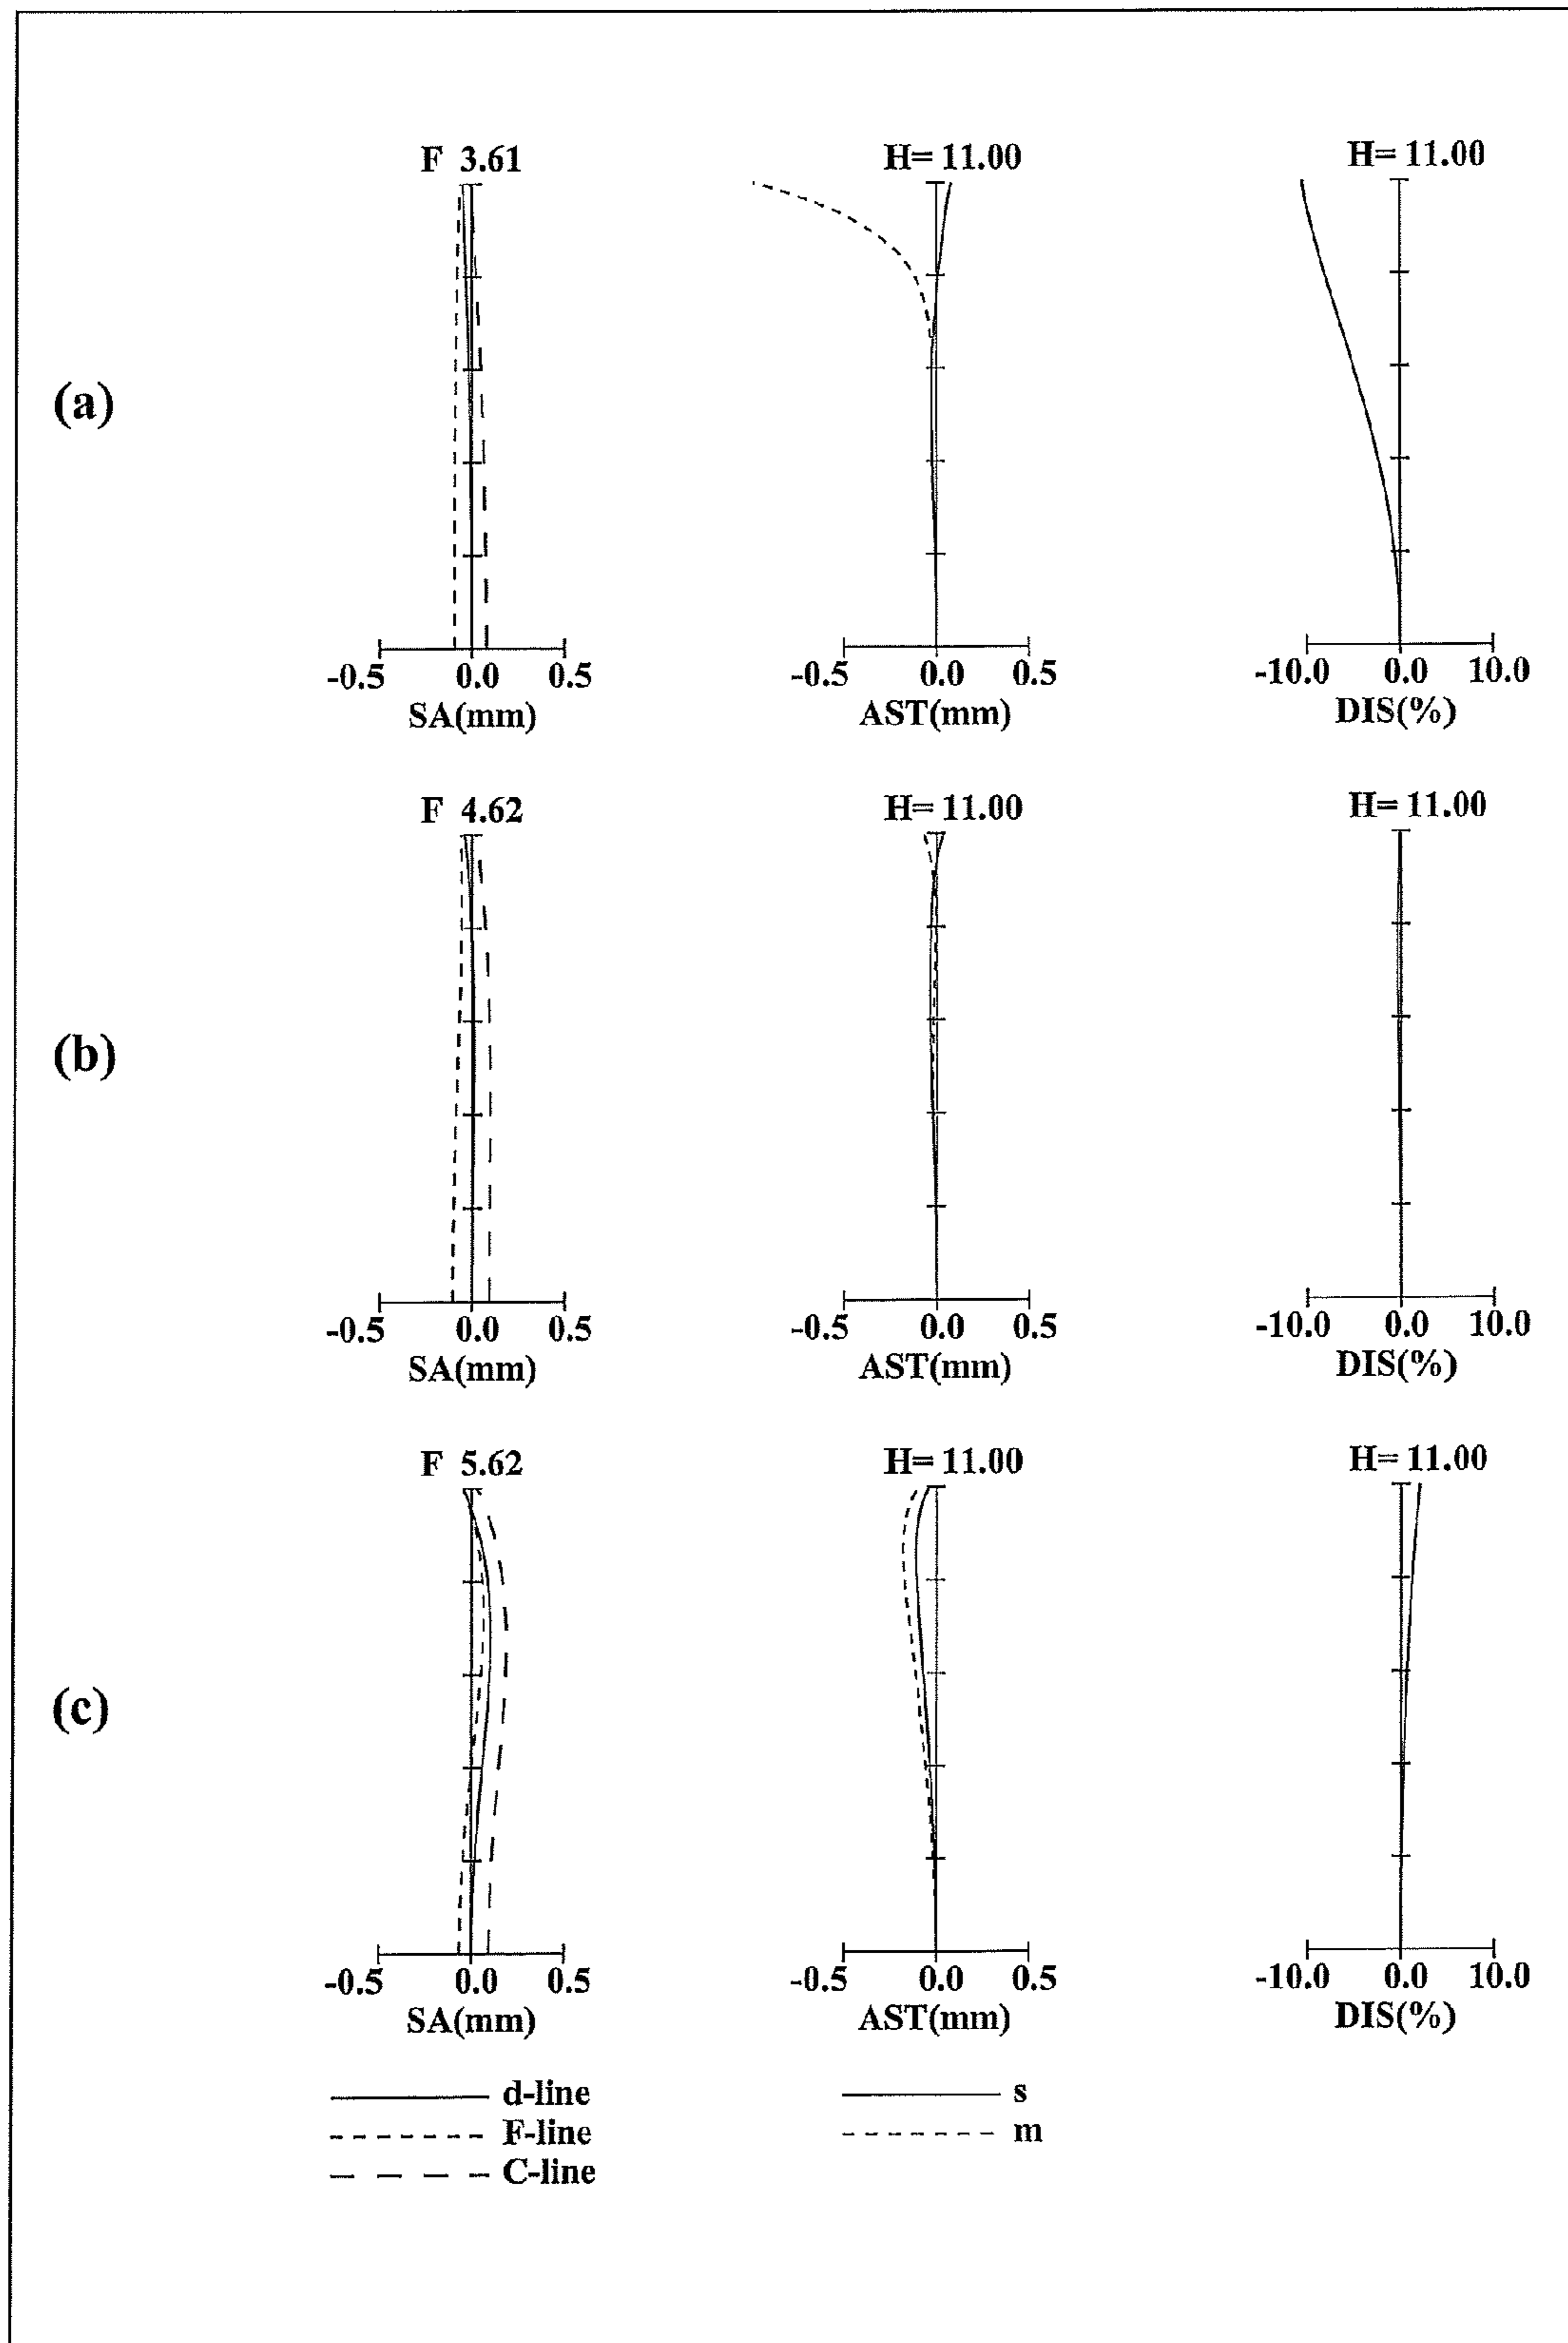 F 3.61
H= 11.00
H= 11.00
(a)
-0.5 0.0 0.5
SA(mm)
-0.5 0.0 0.5
AST(mm)
-10.0 0.0 10.0
DIS(%)
F 4.62
H= 11.00
H= 11.00
(b)
-0.5 0.0 0.5
SA(mm)
-0.5 0.0 0.5
AST(mm)
-10.0 0.0 10.0
DIS(%)
F 5.62
H= 11.00
H= 11.00
(c)
-0.5 0.0 0.5
SA(mm)
-0.5 0.0 0.5
AST(mm)
-10.0 0.0 10.0
DIS(%)
d-line
F-line
C-line
s
m